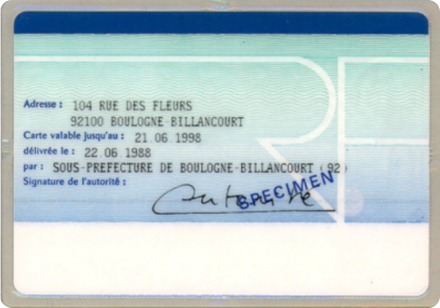 Adresse : 104 RUE DES FLEURS
92100 BOULOGNE-BILLANCOURT
Carte valable jusqu'au : 21.06.1998
délivrée le : 22.06.1988
par : SOUS-PREFECTURE DE BOULOGNE-BILLANCOURT (92)
Signature de l'autorité :
SPECIMEN
RF